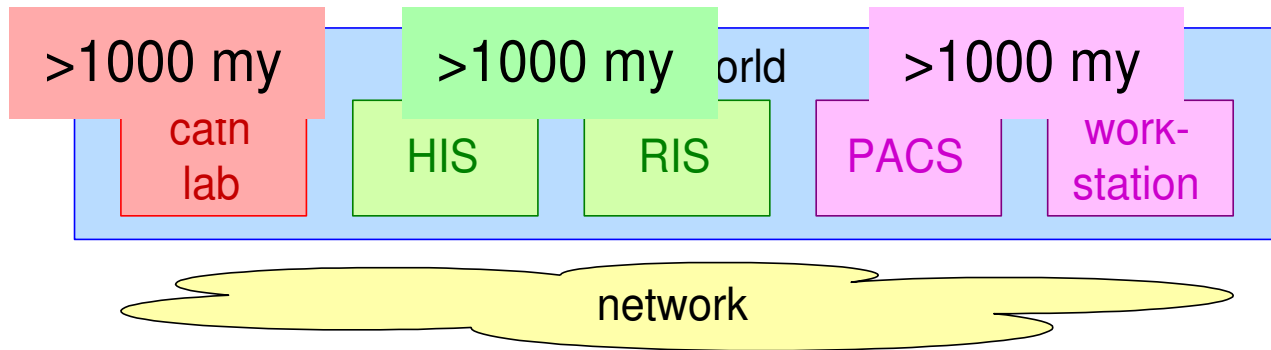 >1000 my
>1000 my
orld
>1000 my
cath
lab
HIS
RIS
PACS
work-
station
network